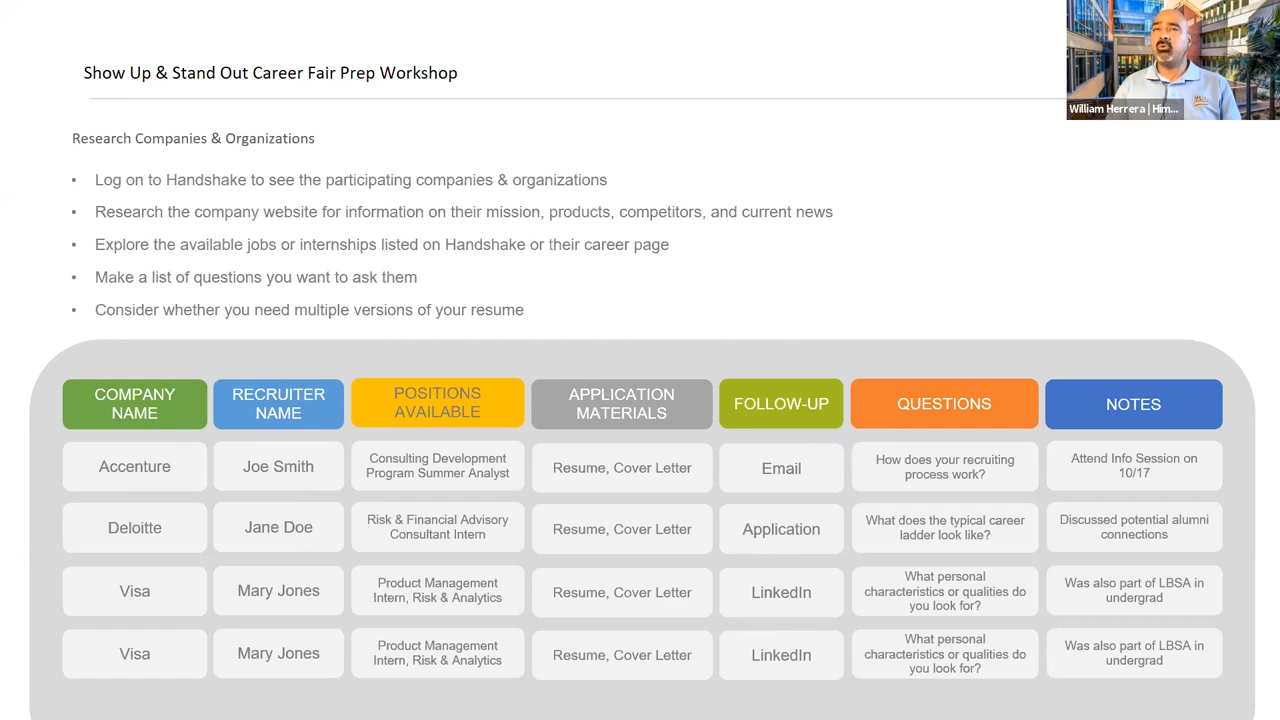 Show Up & Stand Out Career Fair Prep Workshop
William Herrera | Him...
Research Companies & Organizations
• Log on to Handshake to see the participating companies & organizations
• Research the company website for information on their mission, products, competitors, and current news
• Explore the available jobs or internships listed on Handshake or their career page
• Make a list of questions you want to ask them
• Consider whether you need multiple versions of your resume
COMPANY
NAME
RECRUITER
NAME
POSITIONS
AVAILABLE
APPLICATION
MATERIALS
FOLLOW-UP
QUESTIONS
NOTES
Accenture
Joe Smith
Consulting Development
Program Summer Analyst
Resume, Cover Letter
Email
How does your recruiting
process work?
Attend Info Session on
10/17
Deloitte
Jane Doe
Risk & Financial Advisory
Consultant Intern
Resume, Cover Letter
Application
What does the typical career
ladder look like?
Discussed potential alumni
connections
Visa
Mary Jones
Product Management
Intern, Risk & Analytics
Resume, Cover Letter
LinkedIn
What personal
characteristics or qualities do
you look for?
Was also part of LBSA in
undergrad
Visa
Mary Jones
Product Management
Intern, Risk & Analytics
Resume, Cover Letter
LinkedIn
What personal
characteristics or qualities do
you look for?
Was also part of LBSA in
undergrad